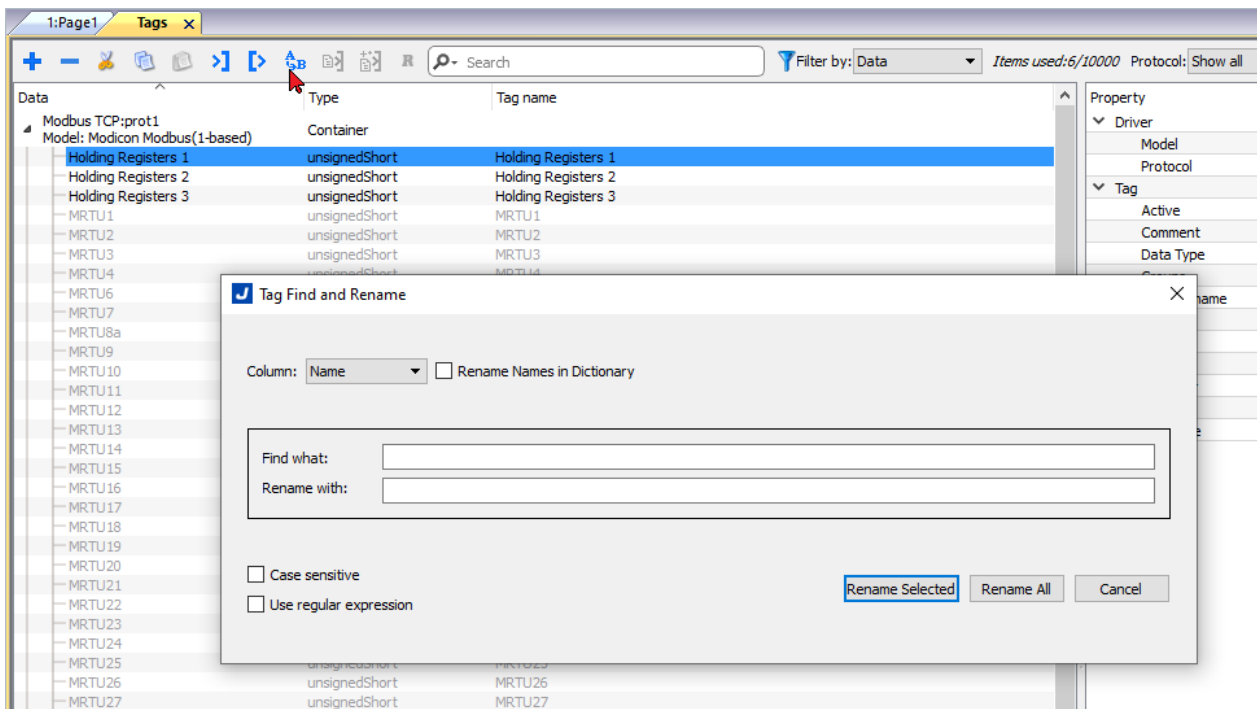 1:Page1 Tags
Search Filter by: Data Items used:6/10000 Protocol: Show all
Data Type Tag name Property
Modbus TCP:prot1
Model: Modicon Modbus(1-based) Container
Driver
Model
Protocol
Tag
Active
Comment
Data Type
Holding Registers 1 unsignedShort Holding Registers 1
Holding Registers 2 unsignedShort Holding Registers 2
Holding Registers 3 unsignedShort Holding Registers 3
MRTU1 unsignedShort MRTU1
MRTU2 unsignedShort MRTU2
MRTU3 unsignedShort MRTU3
MRTU4 unsignedShort MRTU4
MRTU6
MRTU7
MRTU8a
MRTU9
MRTU10
MRTU11
MRTU12
MRTU13
MRTU14
MRTU15
MRTU16
MRTU17
MRTU18
MRTU19
MRTU20
MRTU21
MRTU22
MRTU23
MRTU24
MRTU25 unsignedShort MRTU25
MRTU26 unsignedShort MRTU26
MRTU27 unsignedShort MRTU27
Tag Find and Rename
Column: Name Rename Names in Dictionary
Find what:
Rename with:
Case sensitive
Use regular expression
Rename Selected Rename All Cancel